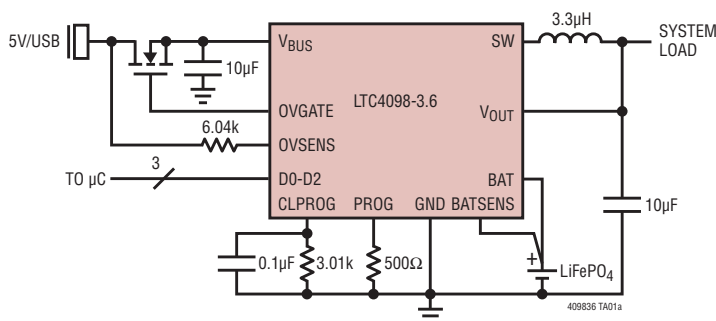 3.3µH
5V/USB
VBUS
SW
SYSTEM
LOAD
10µF
LTC4098-3.6
OVGATE
VOUT
6.04k
OVSENS
TO µC
3
D0-D2
BAT
CLPROG PROG GND BATSENS
10µF
0.1µF
3.01k
500Ω
+
LiFePO4
409836 TA01a